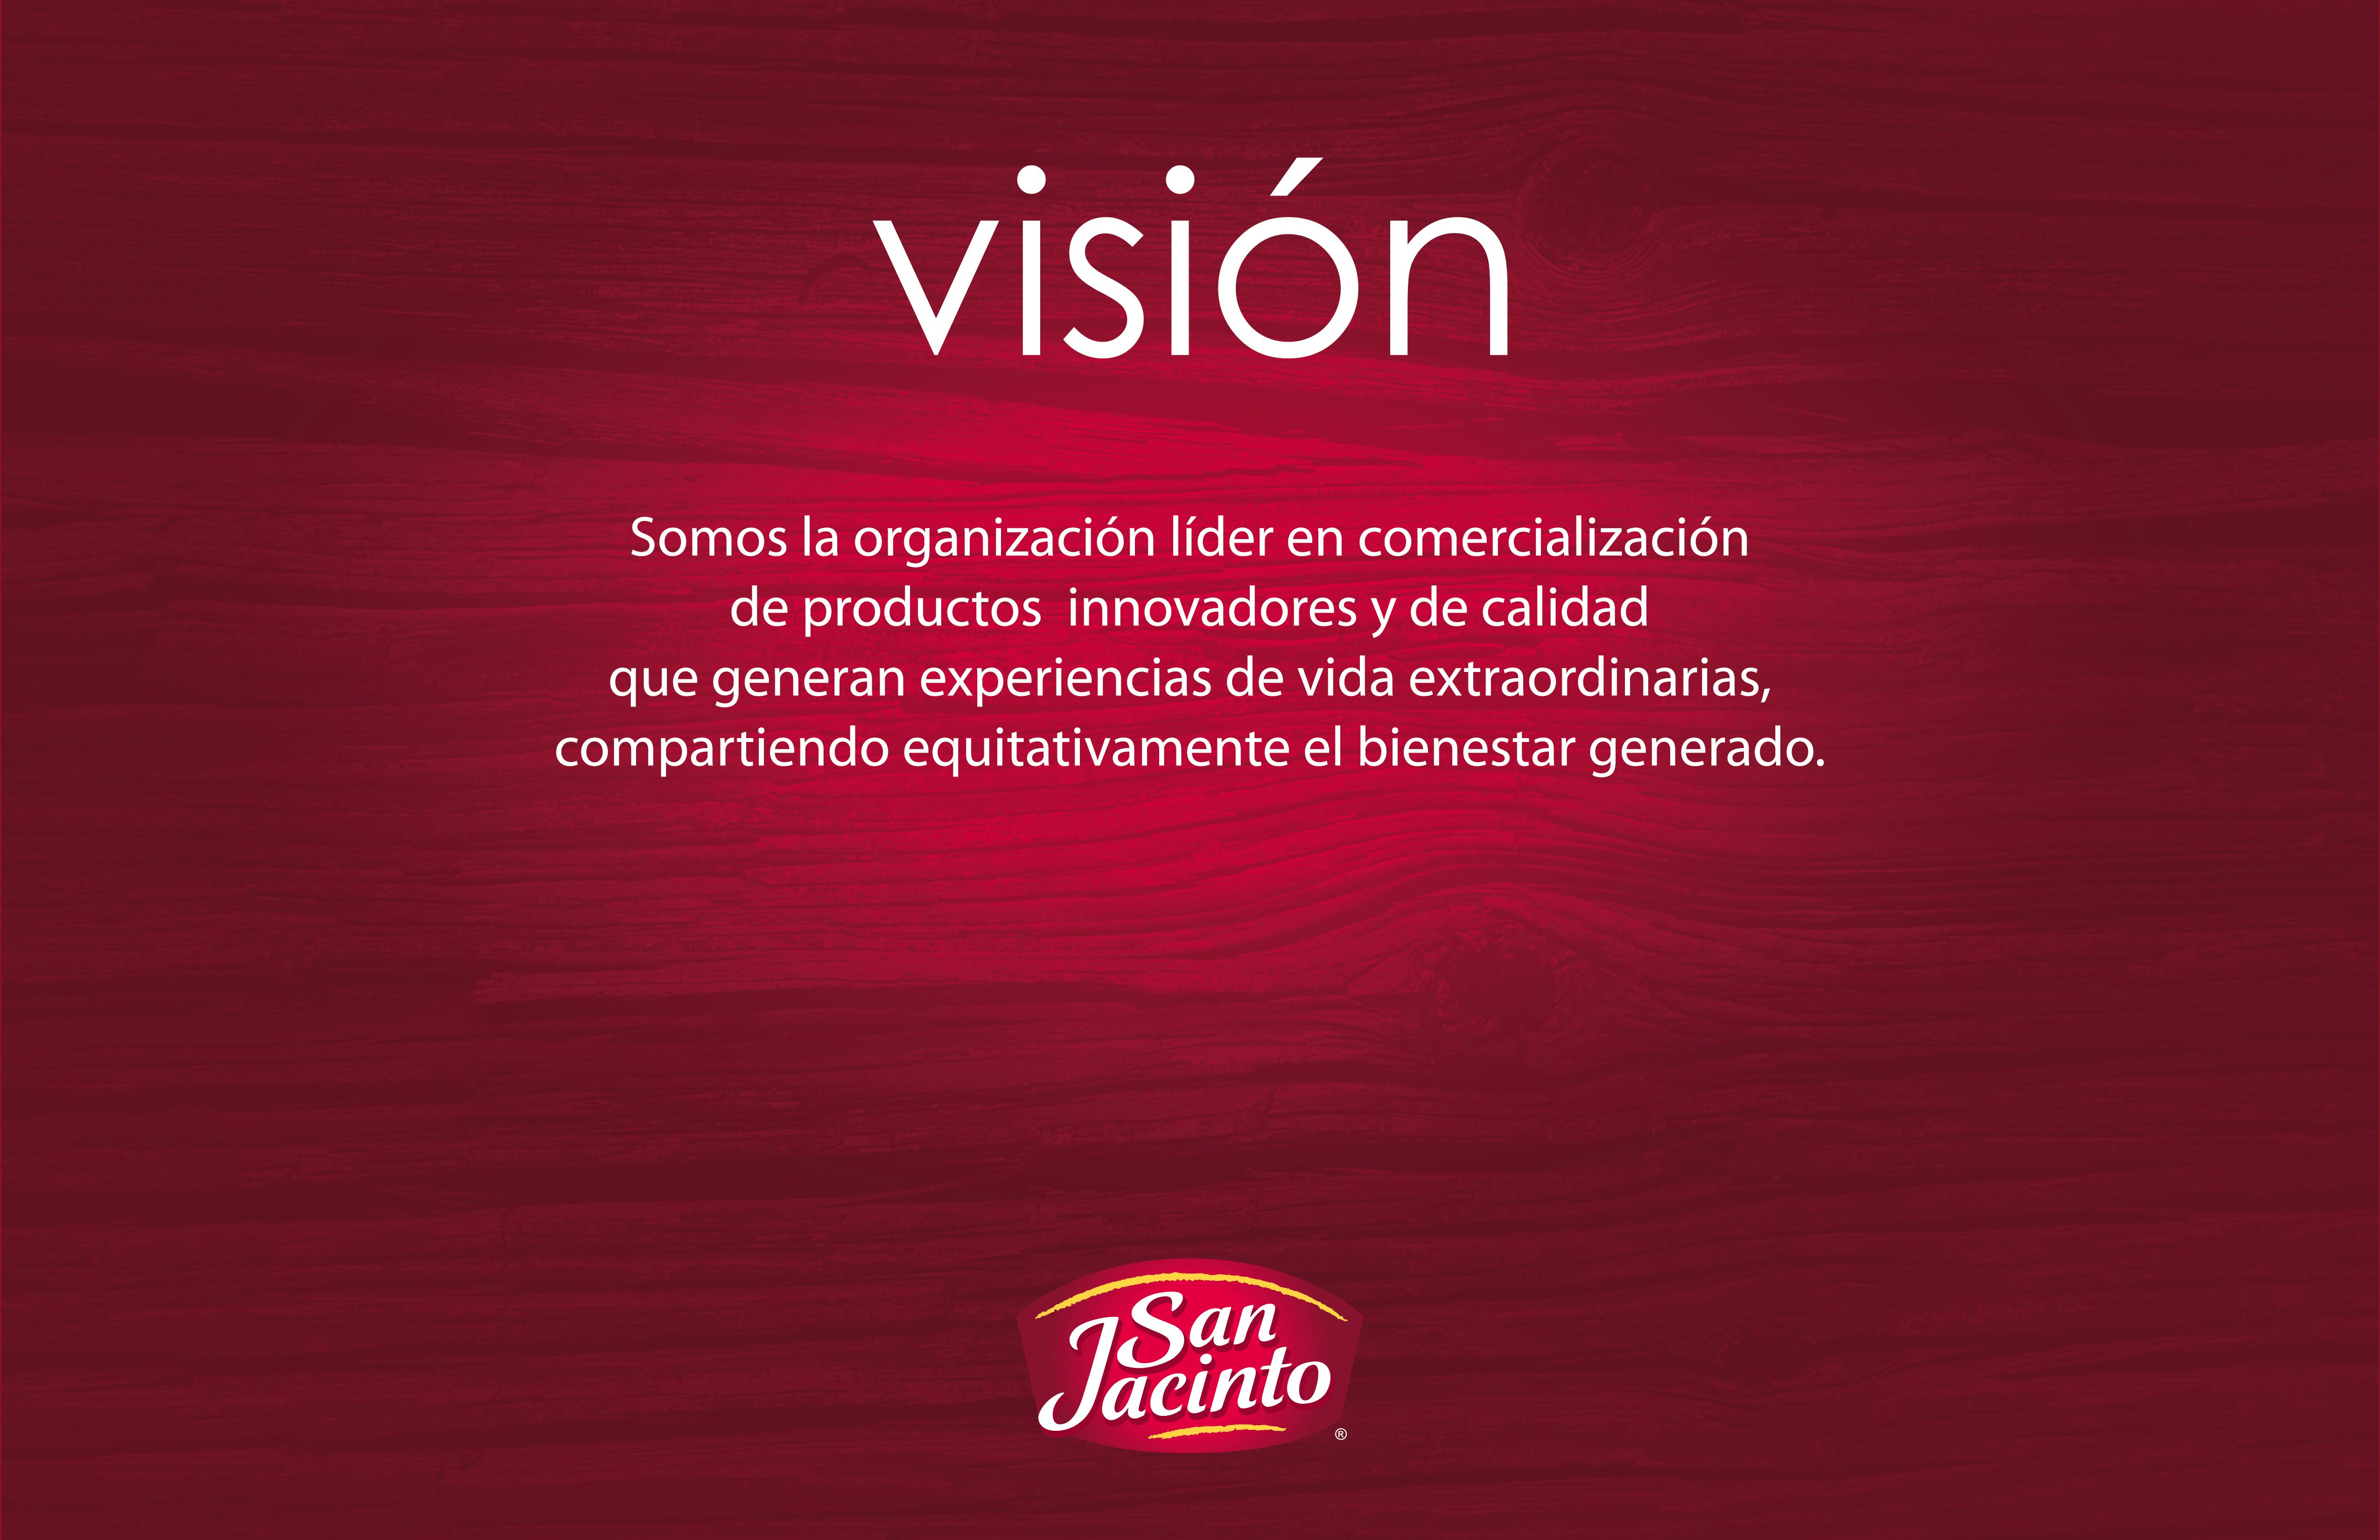 visión
Somos la organización líder en comercialización
de productos  innovadores y de calidad
que generan experiencias de vida extraordinarias,
compartiendo equitativamente el bienestar generado.
San
Jacinto
®